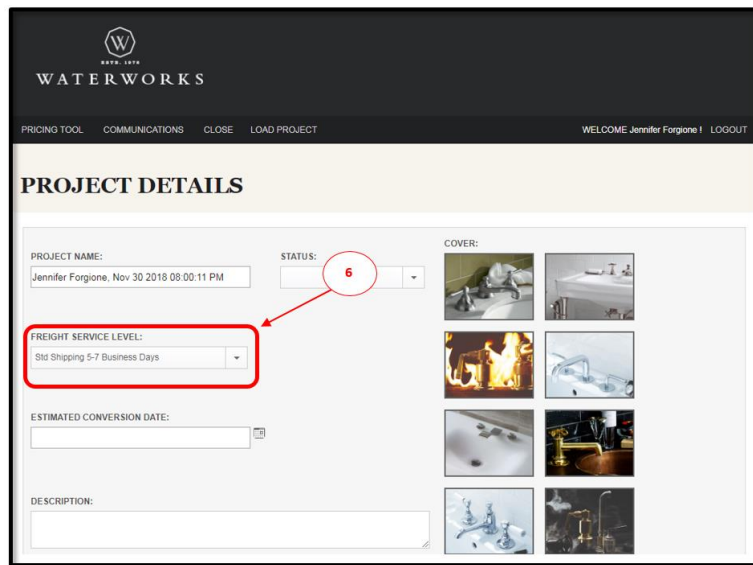 W
ESTD. 1978
WATERWORKS
PRICING TOOL COMMUNICATIONS CLOSE LOAD PROJECT WELCOME Jennifer Forgione ! LOGOUT
PROJECT DETAILS
PROJECT NAME:
Jennifer Forgione, Nov 30 2018 08:00:11 PM
STATUS:
6
COVER:
FREIGHT SERVICE LEVEL:
Std Shipping 5-7 Business Days
ESTIMATED CONVERSION DATE:
DESCRIPTION: